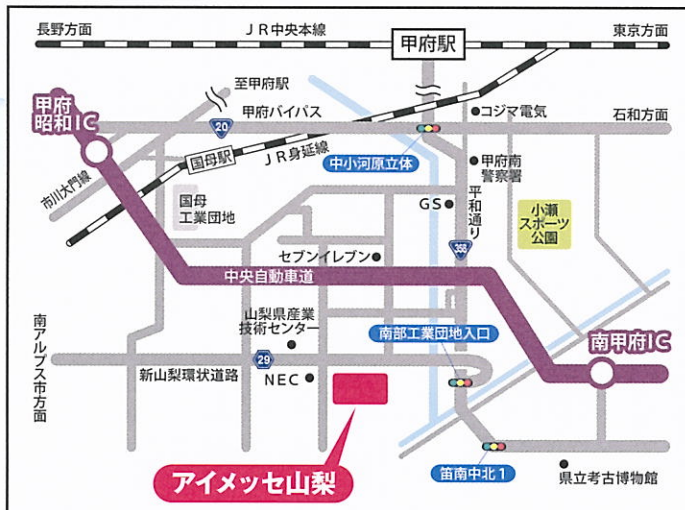 長野方面
JR中央本線
東京方面
甲府駅
至甲府駅
甲府昭和IC
甲府バイパス
20
コジマ電気
石和方面
中小河原立体
国母駅
JR身延線
甲府南
警察署
市川大門線
国母
工業団地
GS
平和通り
小瀬
スポーツ
公園
358
セブンイレブン
中央自動車道
山梨県産業
技術センター
南部工業団地入口
南アルプス市方面
29
新山梨環状道路
NEC
南甲府IC
アイメッセ山梨
笛南中北1
県立考古博物館